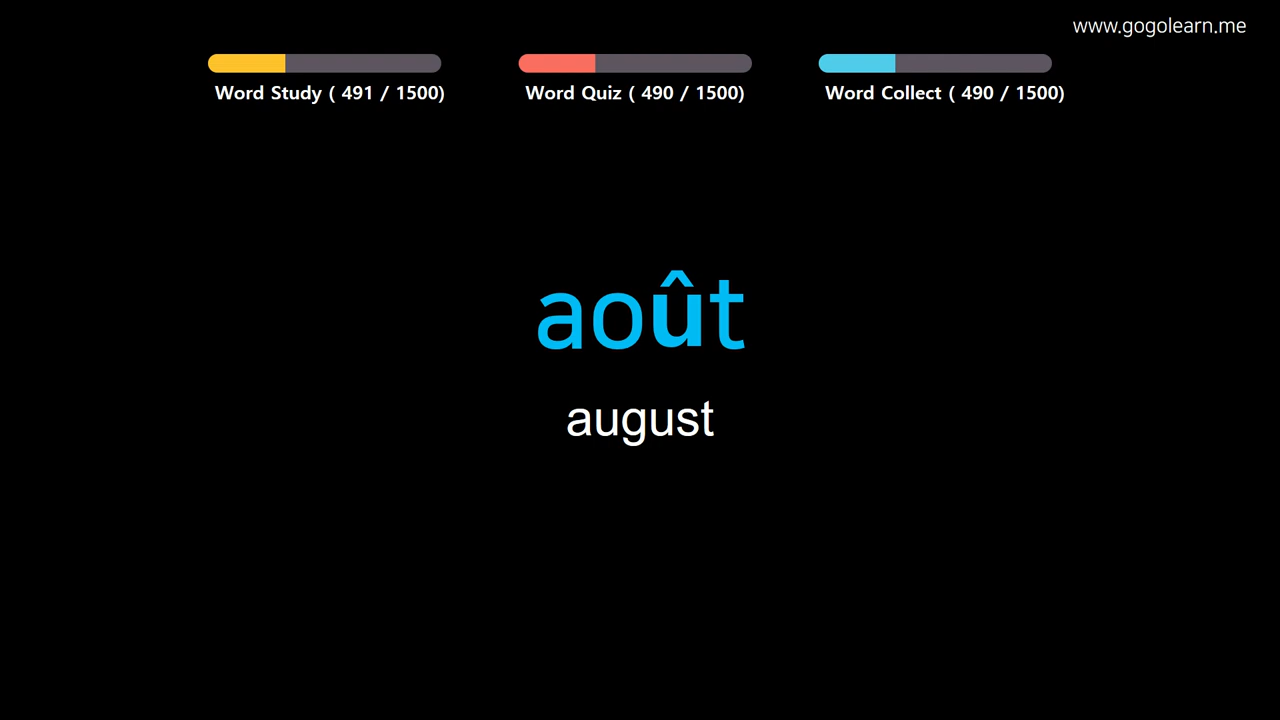 www.gogolearn.me
Word Study ( 491 / 1500)
Word Quiz ( 490 / 1500)
Word Collect ( 490 / 1500)
août
august